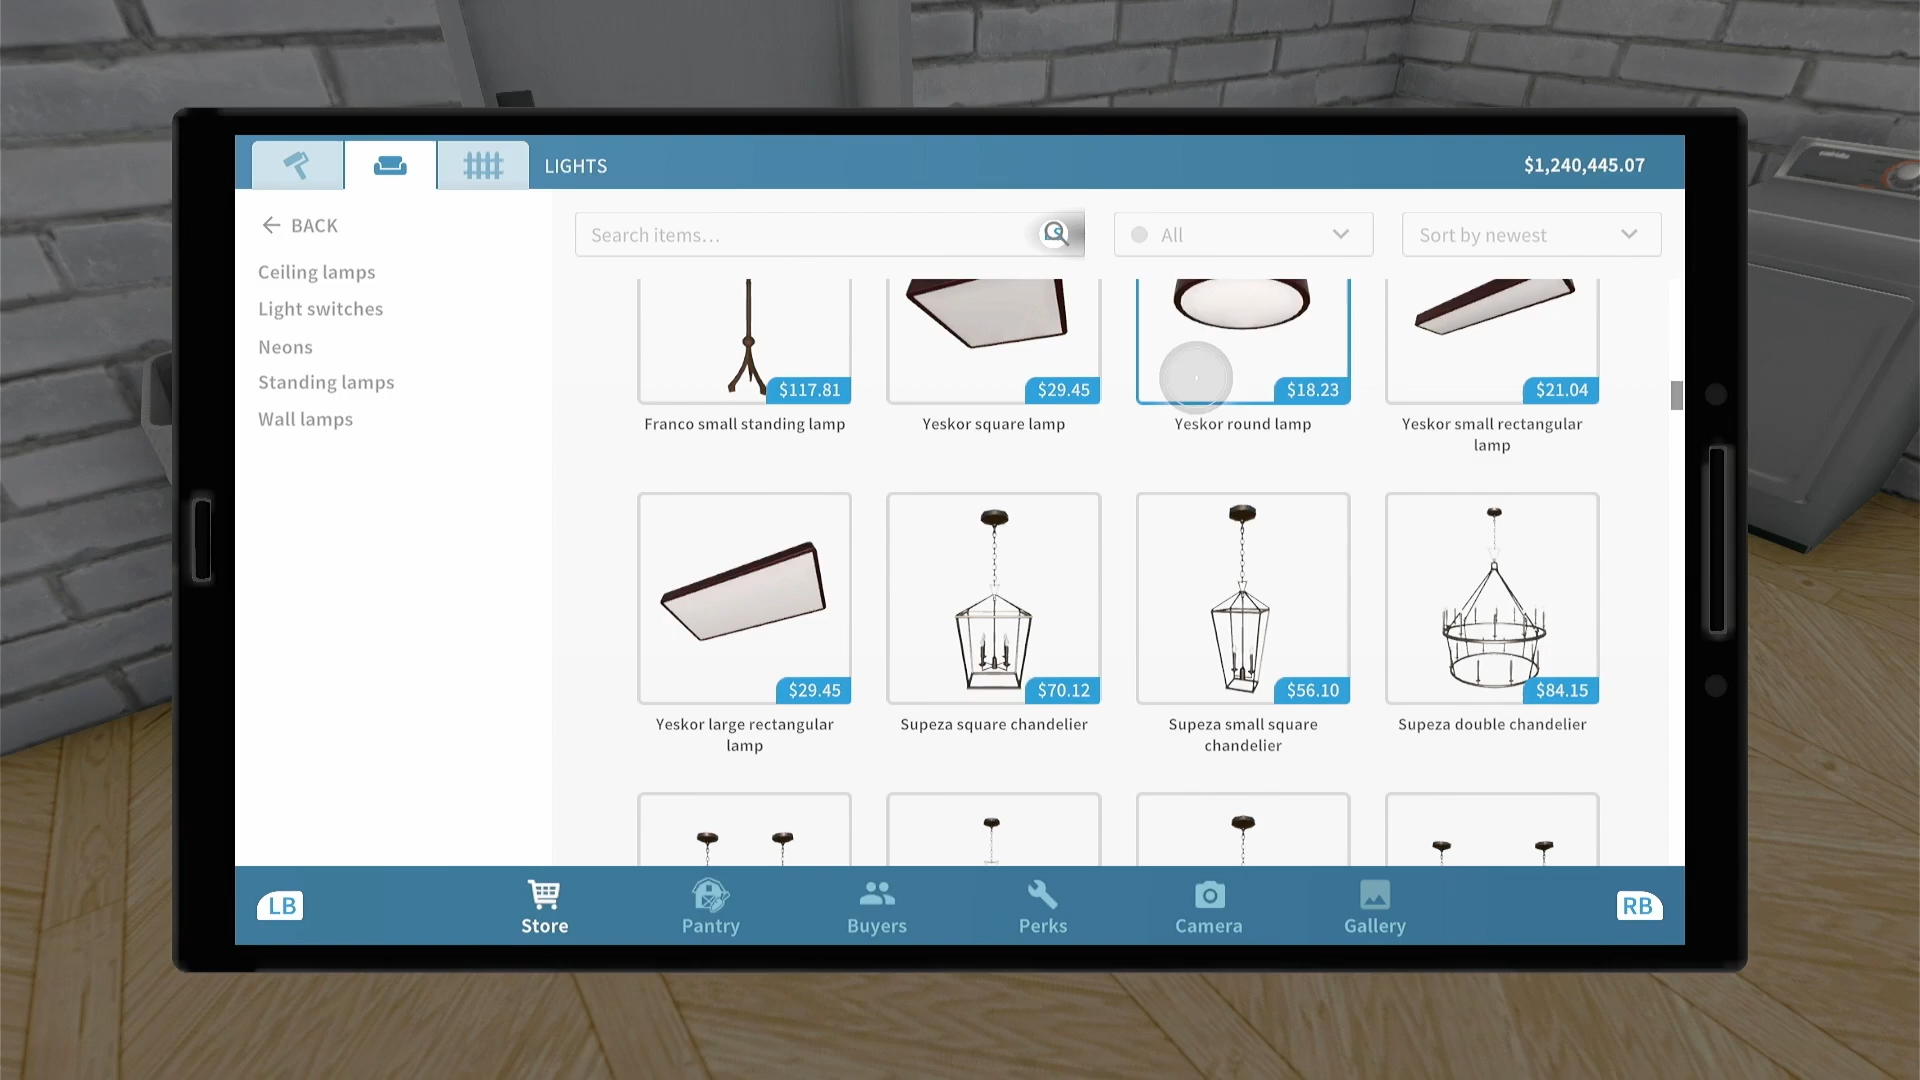 LIGHTS
$1,240,445.07
BACK
Search items...
All
Sort by newest
Ceiling lamps
Light switches
Neons
Standing lamps
Wall lamps
$117.81
$29.45
$18.23
$21.04
Franco small standing lamp
Yeskor square lamp
Yeskor round lamp
Yeskor small rectangular
lamp
$29.45
$70.12
$56.10
$84.15
Yeskor large rectangular
lamp
Supeza square chandelier
Supeza small square
chandelier
Supeza double chandelier
LB
Store
Pantry
Buyers
Perks
Camera
Gallery
RB